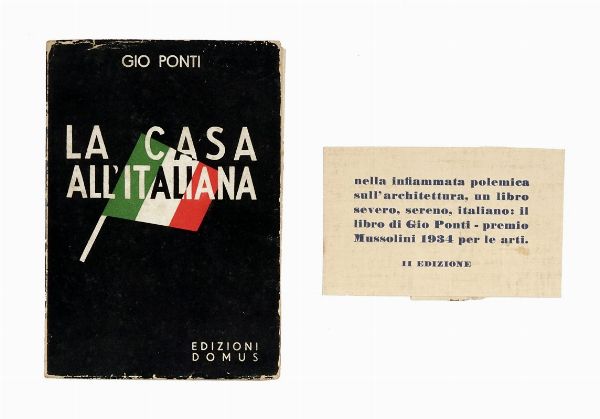 GIO PONTI
LA CASA
ALL'ITALIANA
EDIZIONI
DOMUS
nella infiammata polemica
sull'architettura, un libro
severo, sereno, italiano: il
libro di Gio Ponti - premio
Mussolini 1934 per le arti.
II EDIZIONE